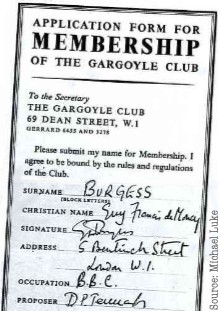 APPLICATION FORM FOR
MEMBERSHIP
OF THE GARGOYLE CLUB
To the Secretary
THE GARGOYLE CLUB
69 DEAN STREET, W.1
GERRARD 6455 AND 3278
Please submit my name for Membership. I
agree to be bound by the rules and regulations
of the Club.
SURNAME BURGESS
(BLOCK LETTERS)
CHRISTIAN NAME Guy Francis de Moncy
SIGNATURE
ADDRESS 5 Bentinck Street
London W.1.
OCCUPATION B.B.C.
PROPOSER D.P.
Source: Michael Luke